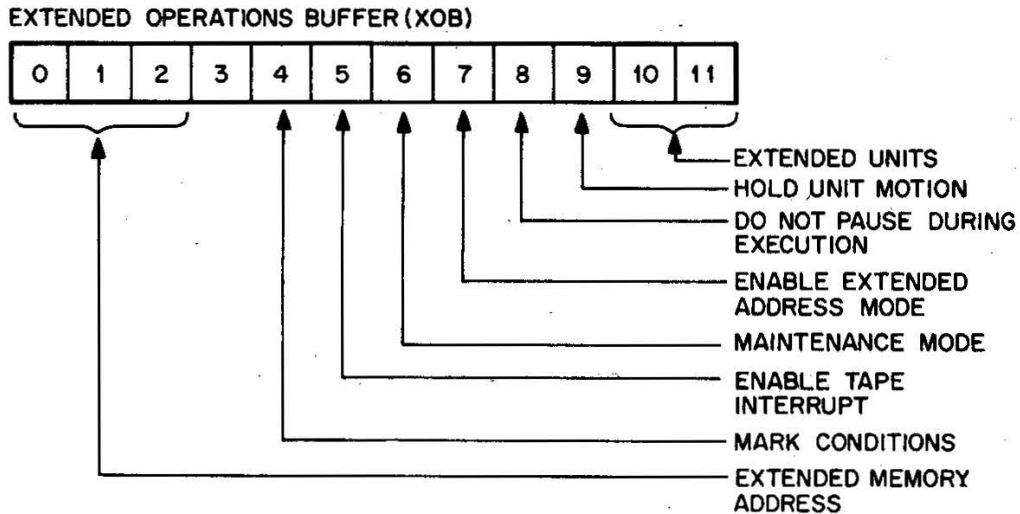 EXTENDED OPERATIONS BUFFER (XOB)
0 1 2 3 4 5 6 7 8 9 10 11
EXTENDED UNITS
HOLD UNIT MOTION
DO NOT PAUSE DURING
EXECUTION
ENABLE EXTENDED
ADDRESS MODE
MAINTENANCE MODE
ENABLE TAPE
INTERRUPT
MARK CONDITIONS
EXTENDED MEMORY
ADDRESS